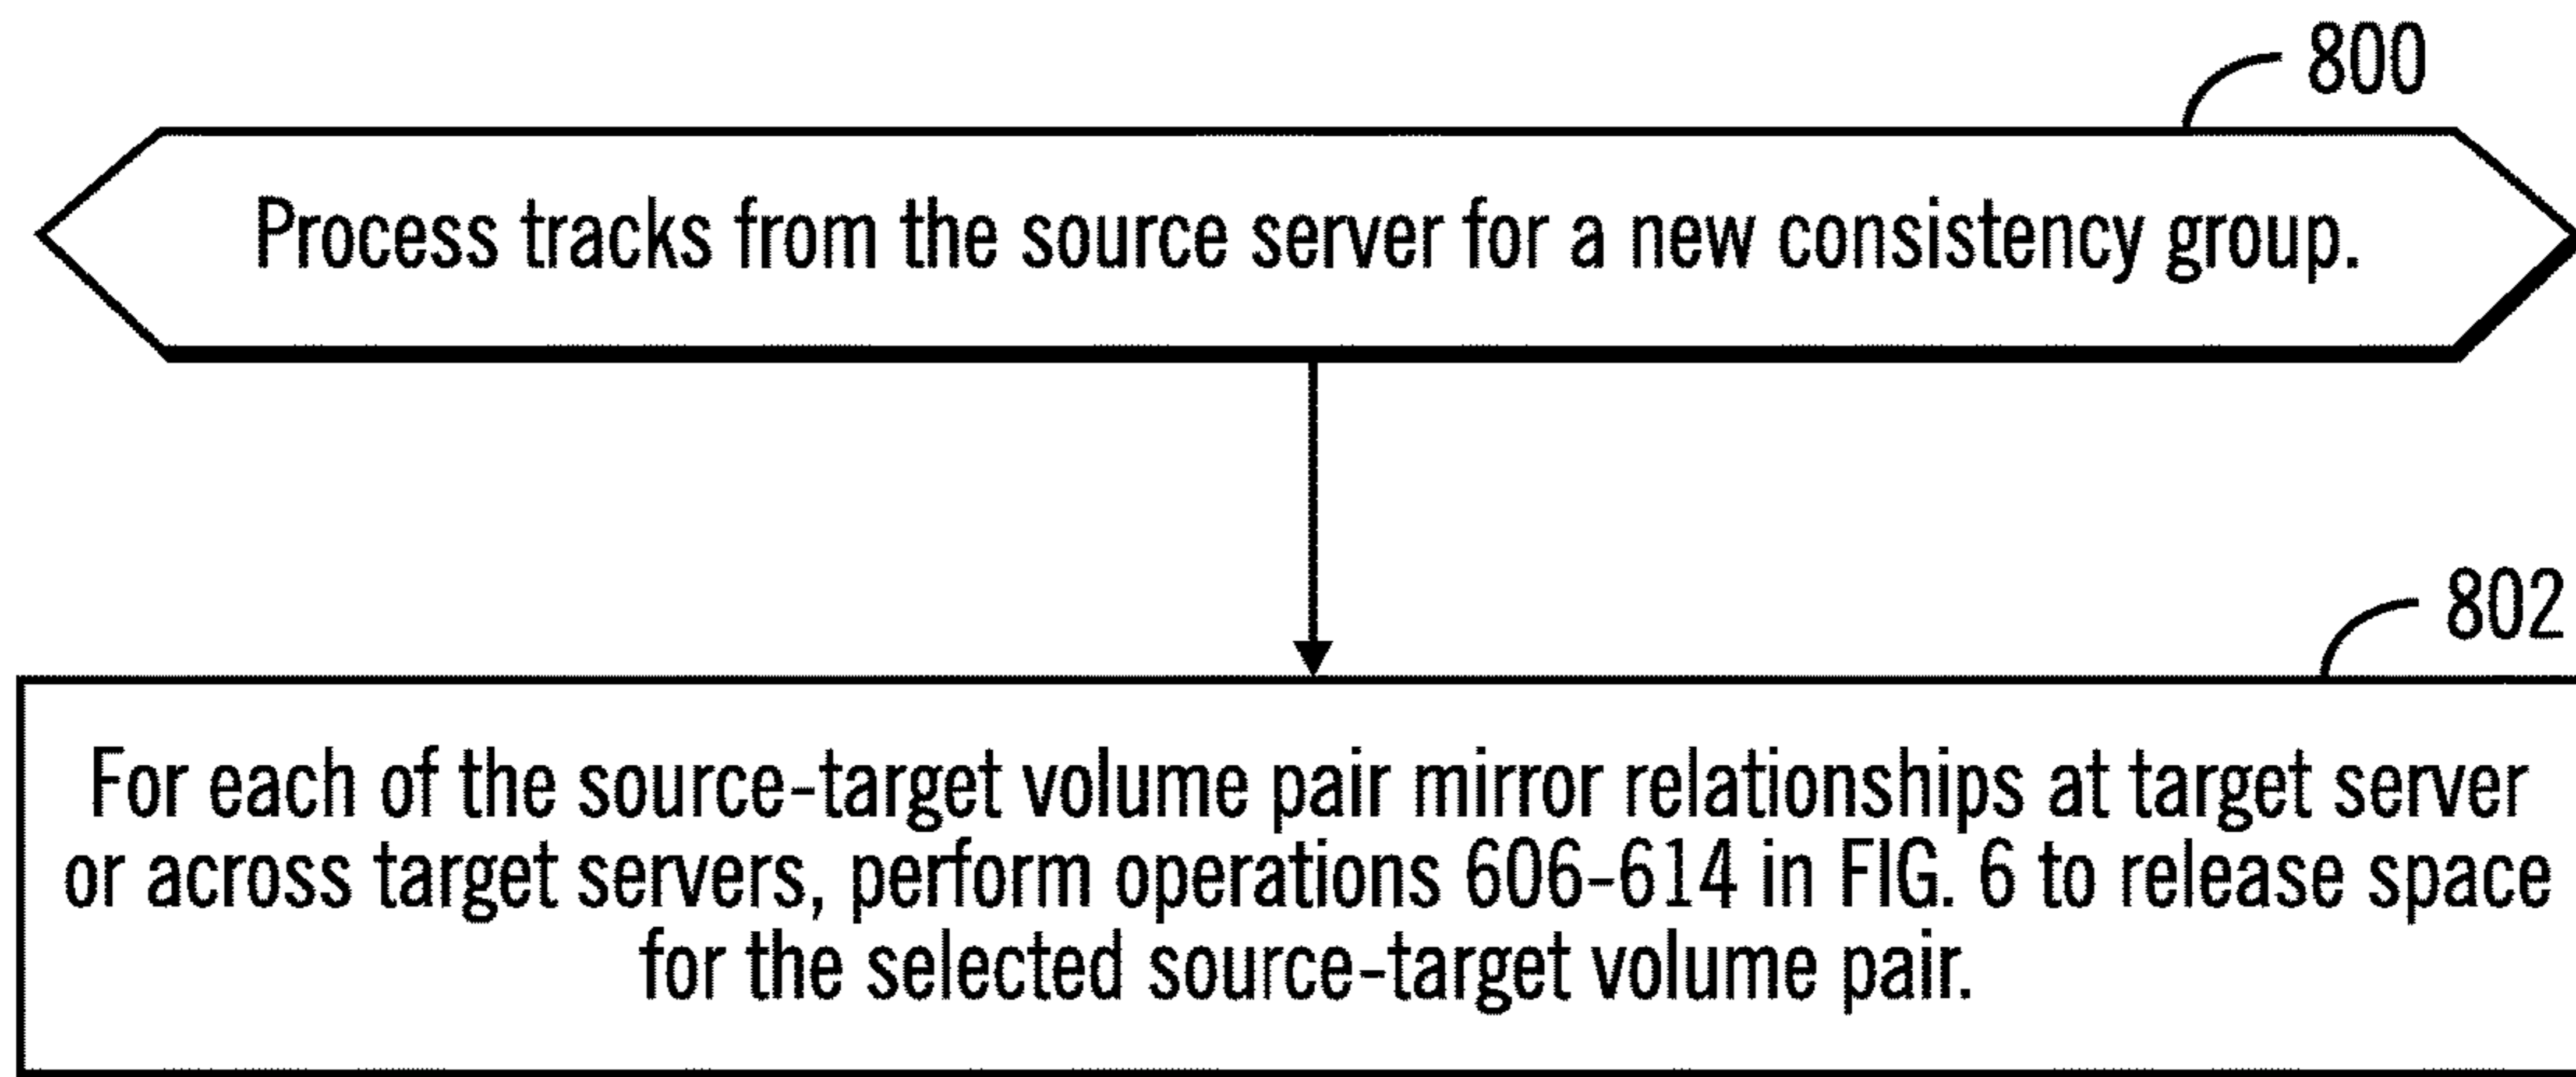 800
Process tracks from the source server for a new consistency group.
802
For each of the source-target volume pair mirror relationships at target server
or across target servers, perform operations 606-614 in FIG. 6 to release space
for the selected source-target volume pair.